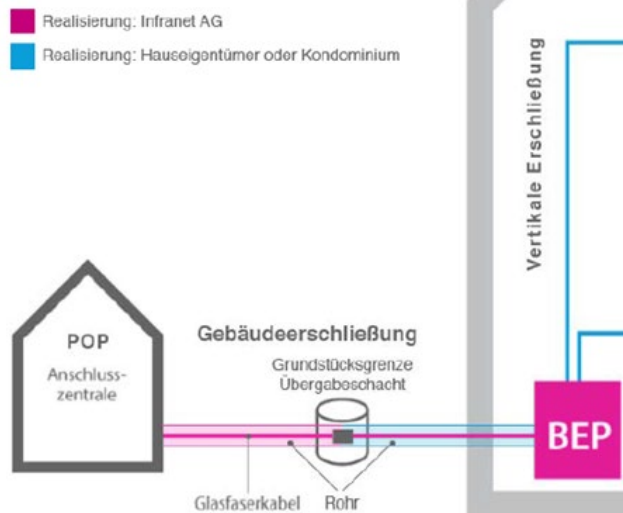 Realisierung: Infranet AG
Realisierung: Hauseigentümer oder Kondominium
Vertikale Erschließung
POP
Anschluss-
zentrale
Gebäudeerschließung
Grundstücksgrenze
Übergabeschacht
BEP
Glasfaserkabel
Rohr